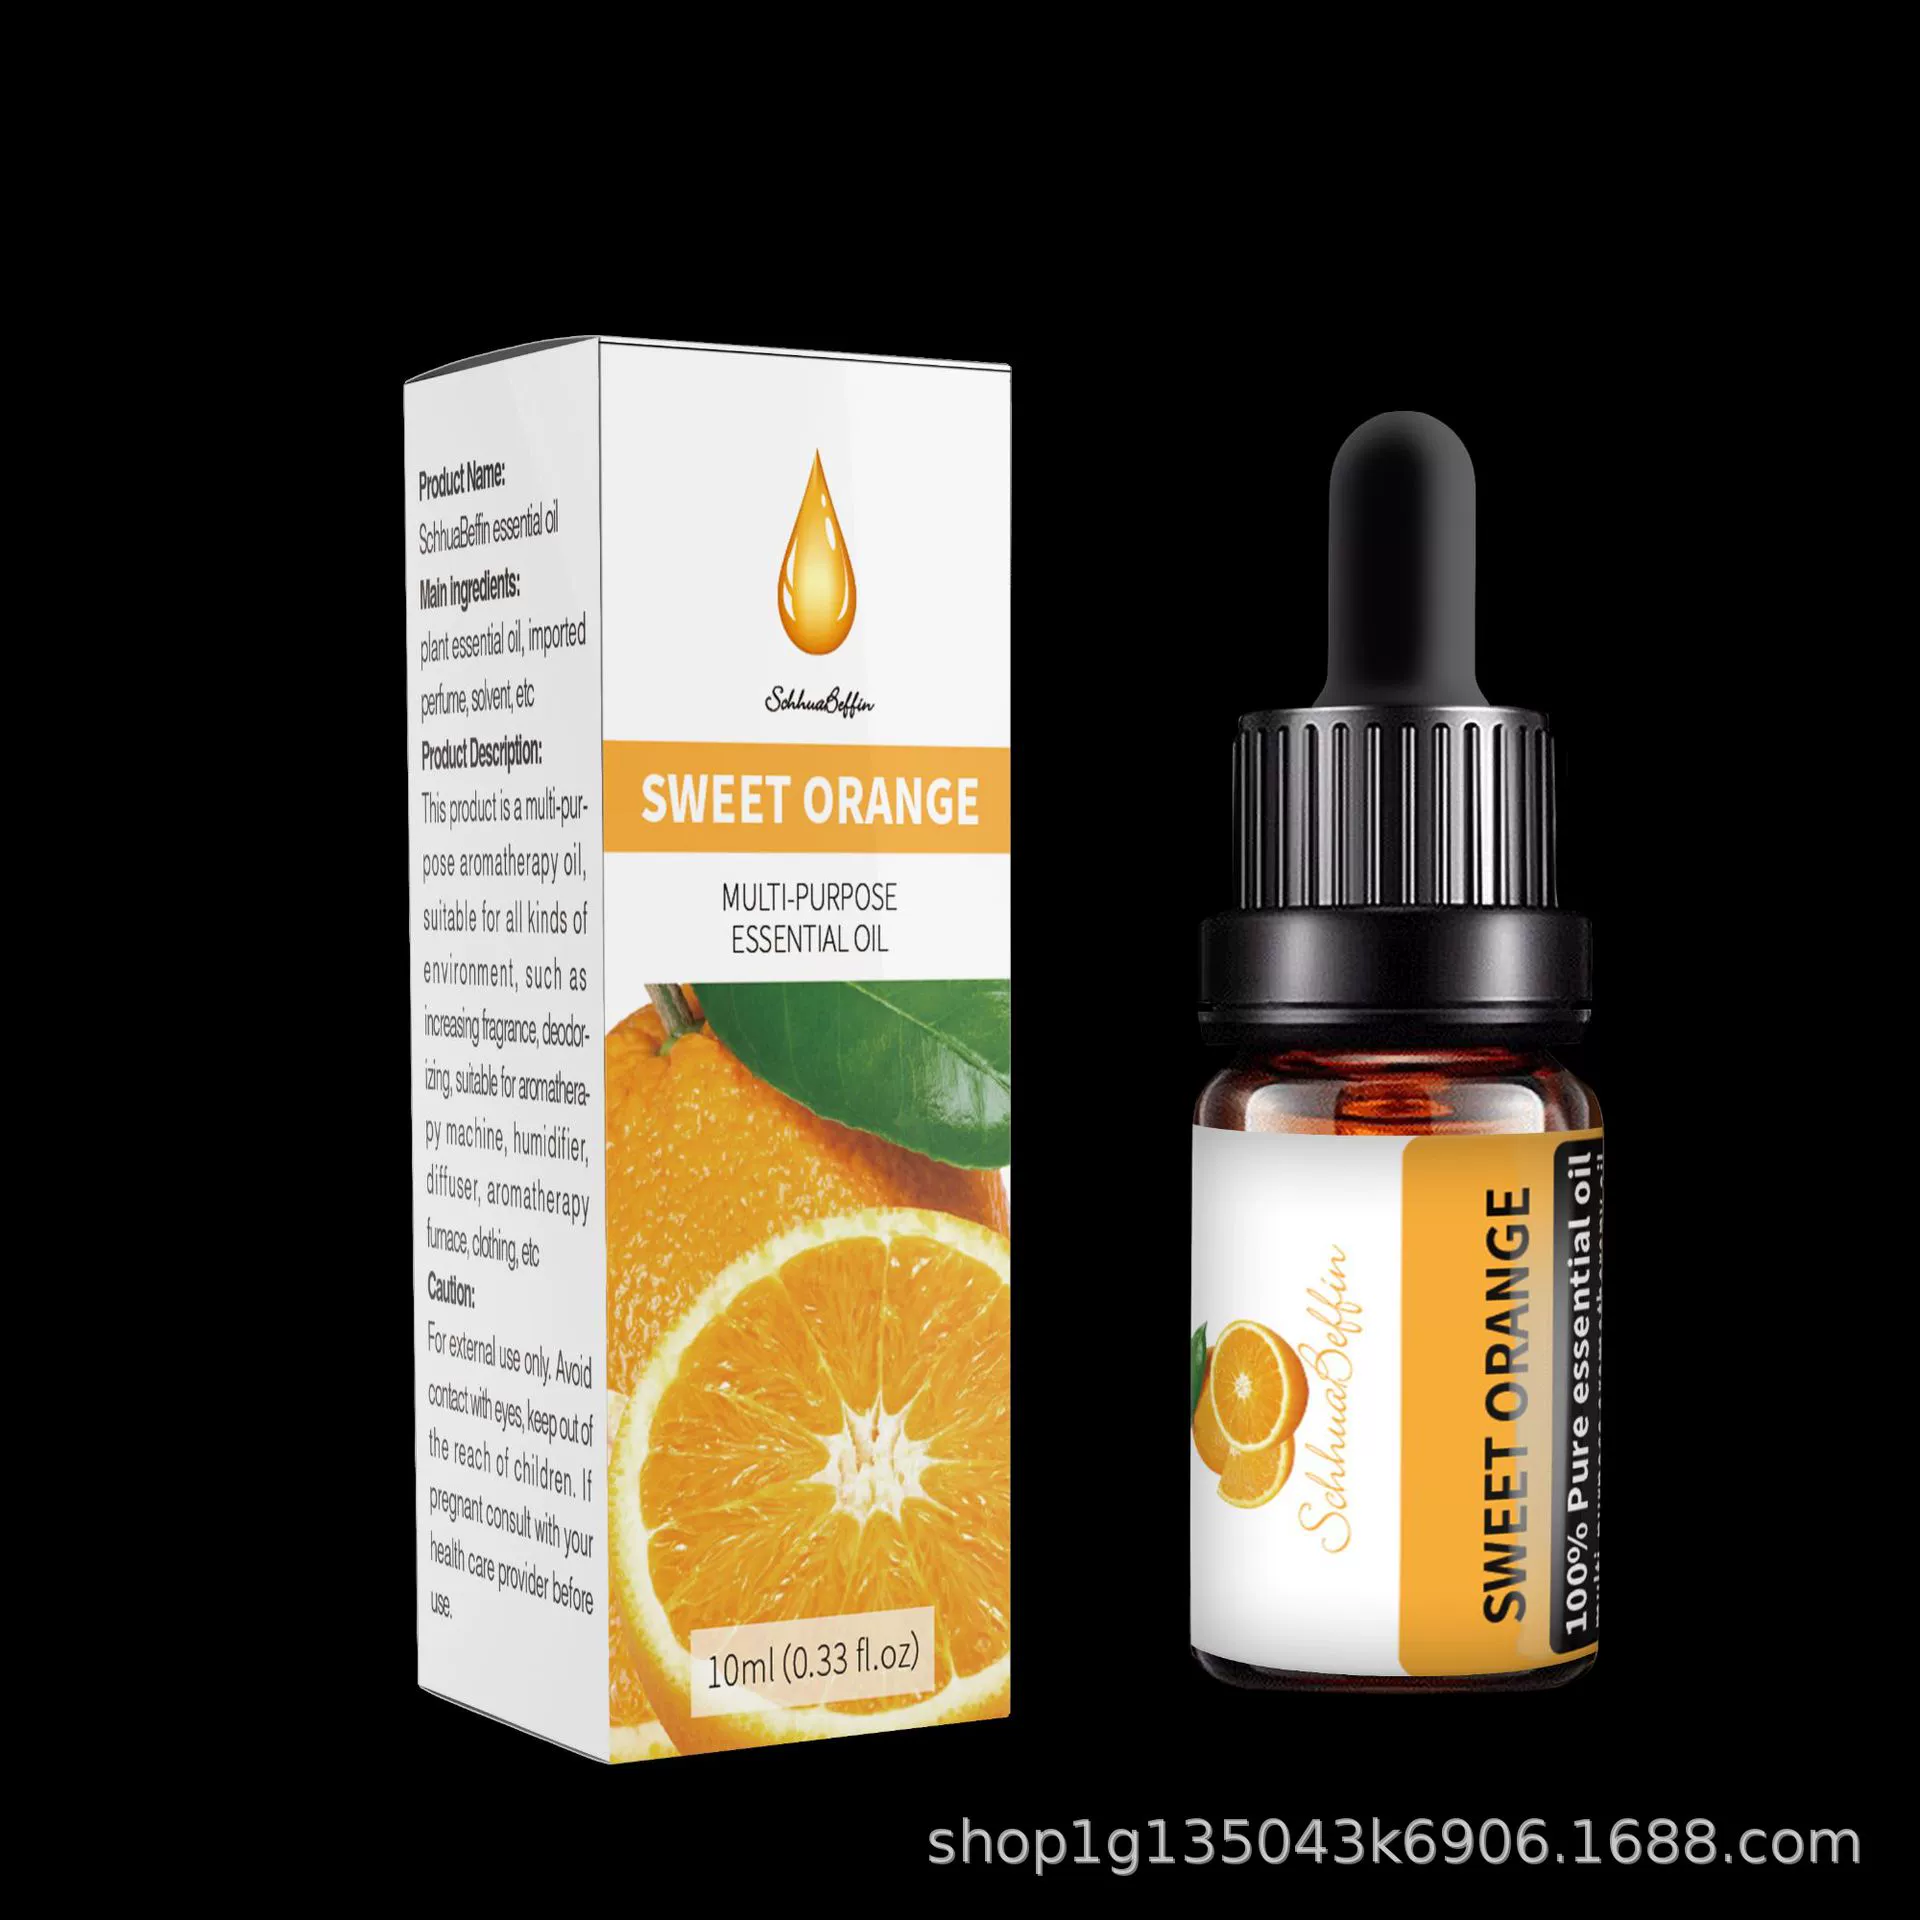 Product Name:
SchhuaBeffin essential oil
Main ingredients:
plant essential oil, imported
perfume, solvent, etc
Product Description:
This product is a multi-pur-
pose aromatherapy oil,
suitable for all kinds of
environment, such as
increasing fragrance, deodor-
izing, suitable for aromathera-
py machine, humidifier,
diffuser, aromatherapy
furnace, clothing, etc
Caution:
For external use only. Avoid
contact with eyes, keep out of
the reach of children. If
pregnant consult with your
health care provider before
use.
SchhuaBeffin
SWEET ORANGE
MULTI-PURPOSE
ESSENTIAL OIL
10ml (0.33 fl.oz)
SchhuaBeffin
SWEET ORANGE
100% Pure essential oil
shop1g135043k6906.1688.com